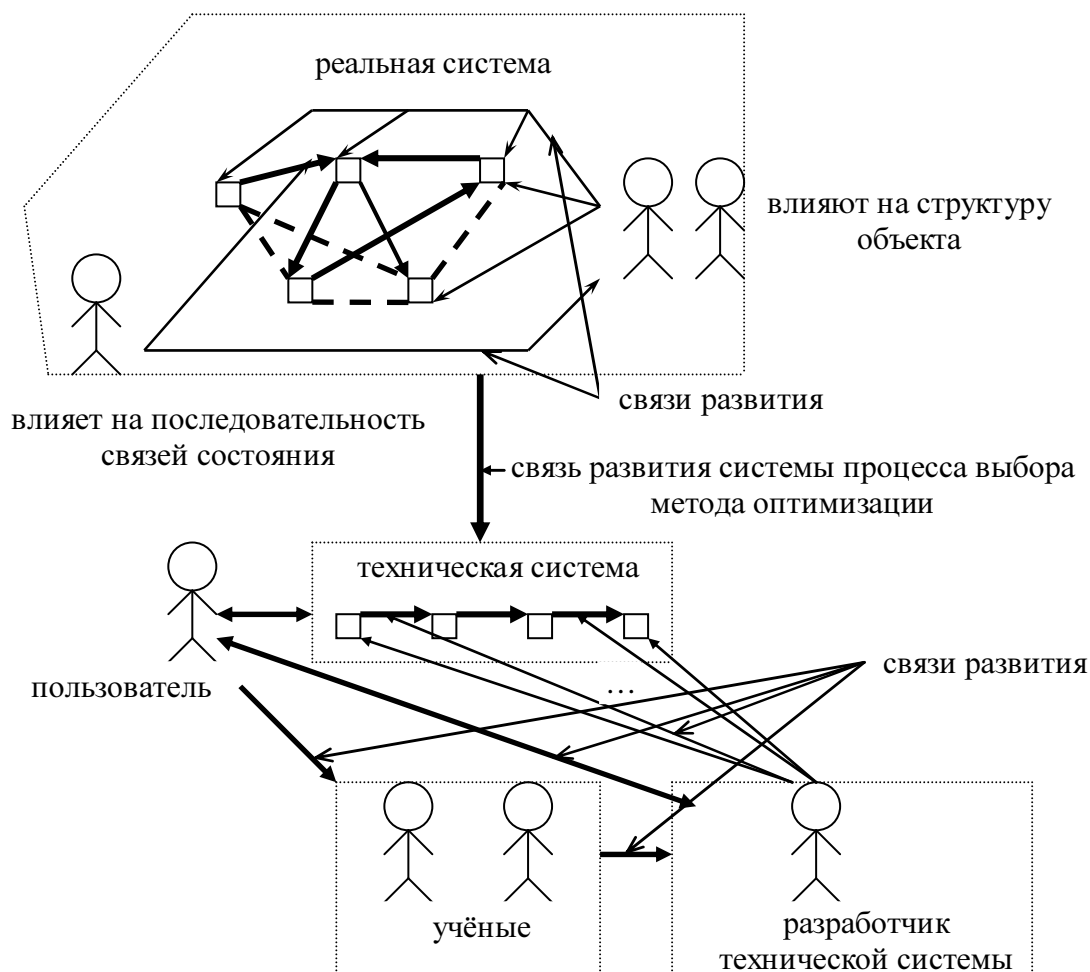 реальная система
влияют на структуру
объекта
влияет на последовательность
связей состояния
связи развития
связь развития системы процесса выбора
метода оптимизации
техническая система
...
пользователь
связи развития
учёные
разработчик
технической системы